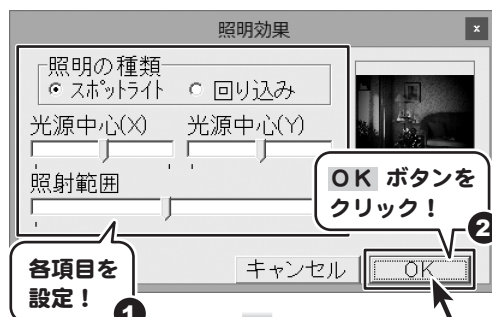 照明効果
×
照明の種類
スポットライト 回り込み
光源中心(X) 光源中心(Y)
照射範囲
OK ボタンを
クリック！
2
各項目を
設定！
1
キャンセル OK